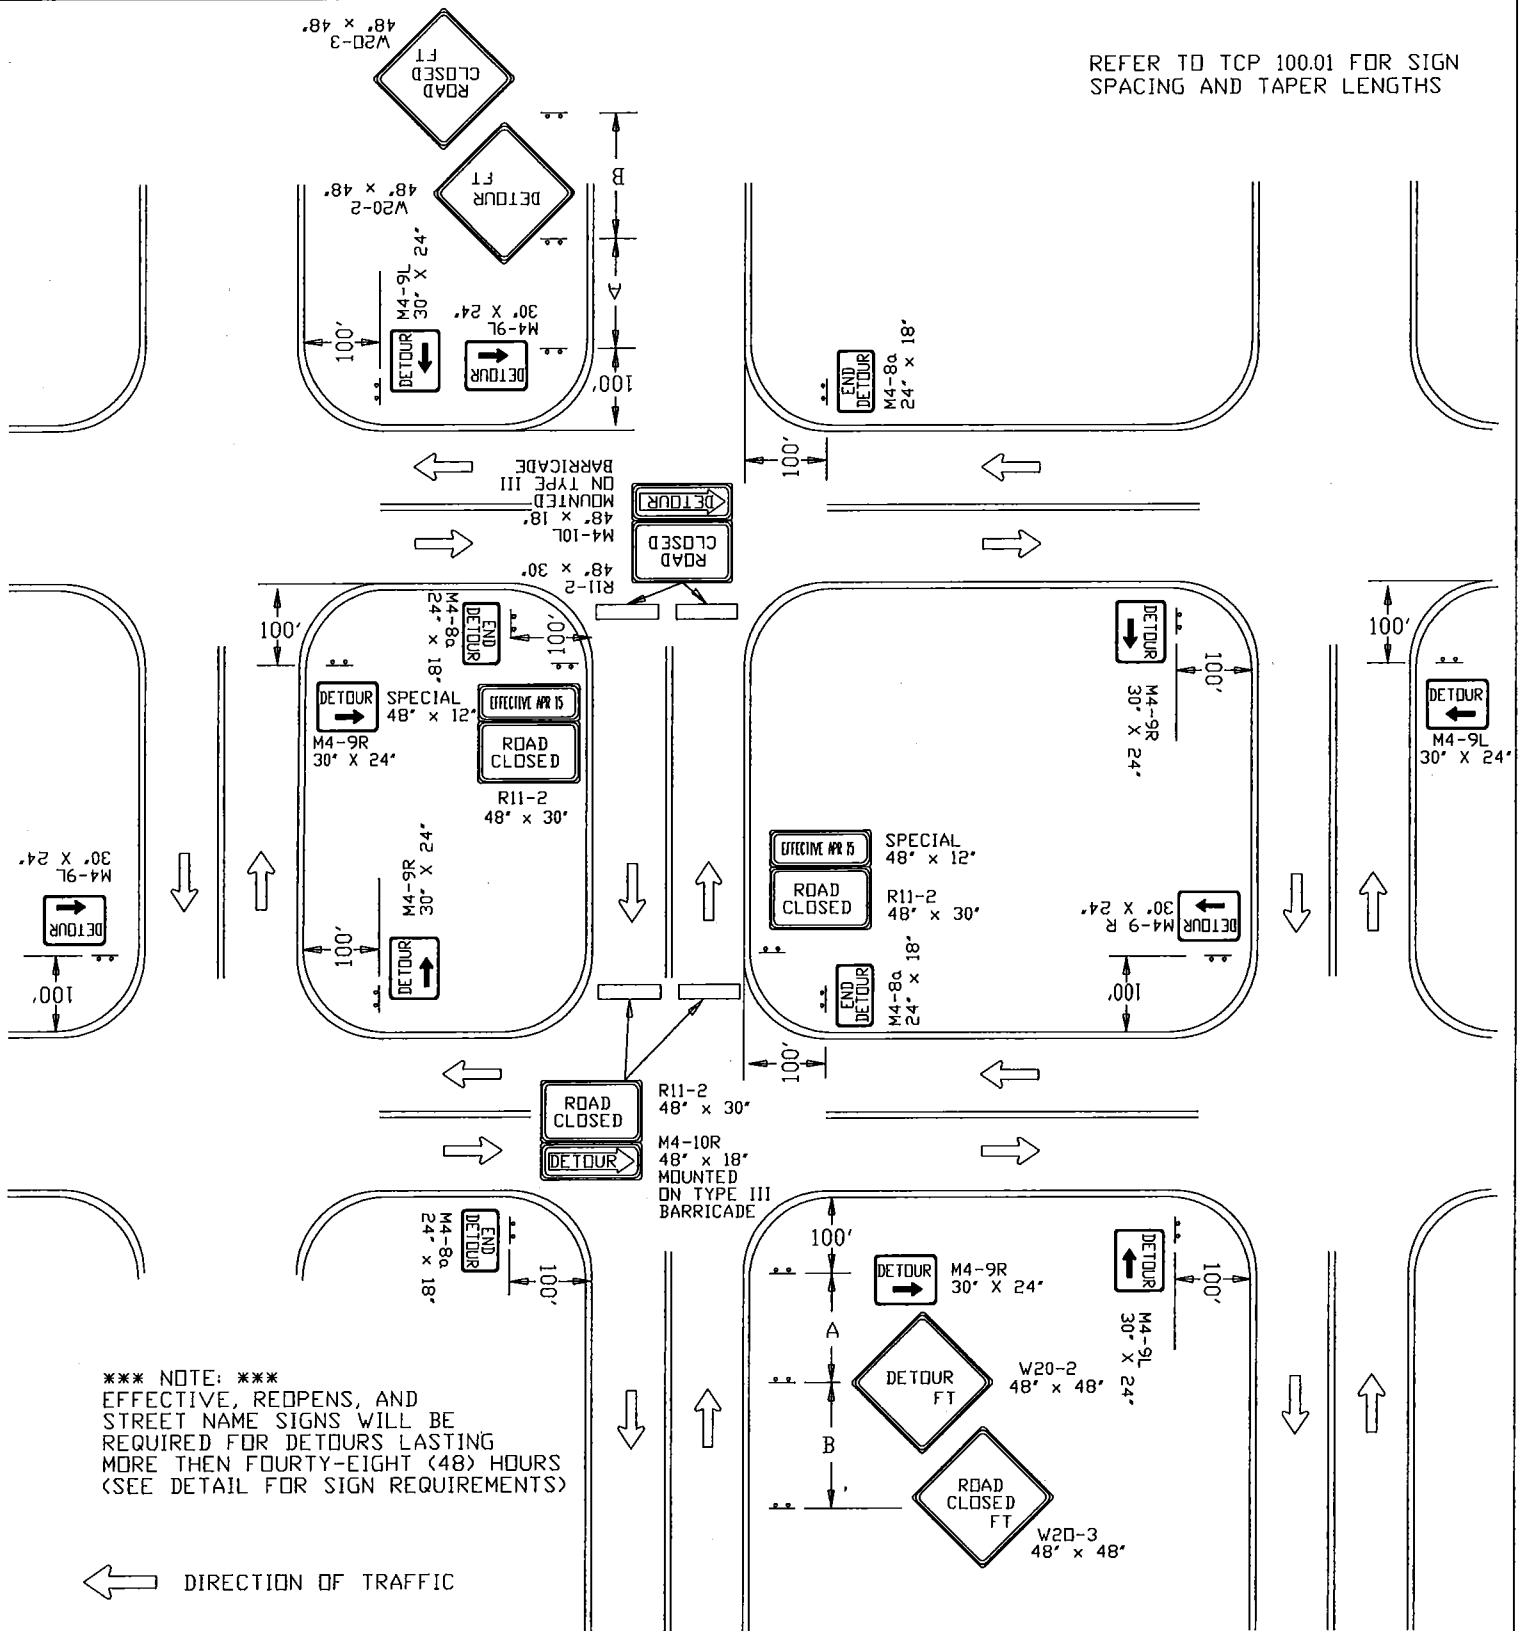 W20-3
48" x 48"
ROAD
CLOSED
FT
REFER TO TCP 100.01 FOR SIGN
SPACING AND TAPER LENGTHS
W20-2
48" x 48"
DETOUR
FT
B
A
M4-9L
30" X 24"
DETOUR
100'
M4-9L
30" X 24"
DETOUR
100'
END
DETOUR
M4-8a
24" x 18"
100'
R11-2
48" x 30"
M4-10L
48" x 18"
MOUNTED
ON TYPE III
BARRICADE
ROAD
CLOSED
DETOUR
100'
END
DETOUR
M4-8a
24" x 18"
100'
DETOUR
M4-9R
30" X 24"
SPECIAL
48" x 12"
EFFECTIVE APR 15
ROAD
CLOSED
R11-2
48" x 30"
DETOUR
M4-9R
30" X 24"
100'
100'
DETOUR
M4-9L
30" X 24"
M4-9L
30" X 24"
DETOUR
100'
M4-9R
30" X 24"
DETOUR
100'
EFFECTIVE APR 15
SPECIAL
48" x 12"
ROAD
CLOSED
R11-2
48" x 30"
END
DETOUR
M4-8a
24" x 18"
100'
M4-9 R
30" X 24"
DETOUR
100'
ROAD
CLOSED
DETOUR
R11-2
48" x 30"
M4-10R
48" x 18"
MOUNTED
ON TYPE III
BARRICADE
END
DETOUR
M4-8a
24" x 18"
100'
100'
DETOUR
M4-9R
30" X 24"
A
DETOUR
FT
W20-2
48" x 48"
B
ROAD
CLOSED
FT
W20-3
48" x 48"
DETOUR
M4-9L
30" X 24"
100'
*** NOTE: ***
EFFECTIVE, REOPENS, AND
STREET NAME SIGNS WILL BE
REQUIRED FOR DETOURS LASTING
MORE THEN FOURTY-EIGHT (48) HOURS
(SEE DETAIL FOR SIGN REQUIREMENTS)
DIRECTION OF TRAFFIC